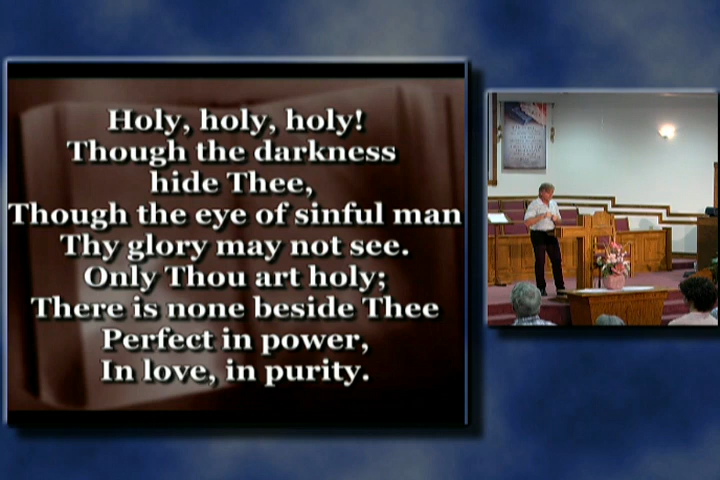 Holy, holy, holy!
Though the darkness
hide Thee,
Though the eye of sinful man
Thy glory may not see.
Only Thou art holy;
There is none beside Thee
Perfect in power,
In love, in purity.